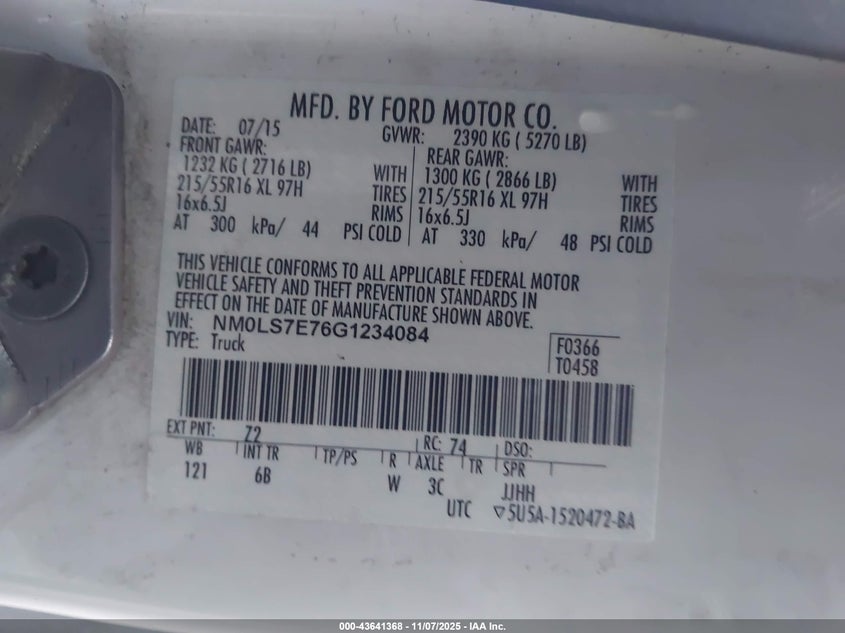 MFD. BY FORD MOTOR CO.
DATE: 07/15 GVWR: 2390 KG ( 5270 LB)
FRONT GAWR: REAR GAWR:
1232 KG ( 2716 LB) WITH 1300 KG ( 2866 LB) WITH
215/55R16 XL 97H TIRES 215/55R16 XL 97H TIRES
16x6.5J RIMS 16x6.5J RIMS
AT 300 kPa/ 44 PSI COLD AT 330 kPa/ 48 PSI COLD
THIS VEHICLE CONFORMS TO ALL APPLICABLE FEDERAL MOTOR
VEHICLE SAFETY AND THEFT PREVENTION STANDARDS IN
EFFECT ON THE DATE OF MANUFACTURE SHOWN ABOVE.
VIN: NM0LS7E76G1234084
TYPE: Truck
F0366
T0458
EXT PNT: Z2 RC: 74 DSO:
WB INT TR TP/PS R AXLE TR SPR
121 6B W 3C JJHH
UTC ▽5U5A-1520472-BA
000-43641368 | 11/07/2025 - IAA Inc.